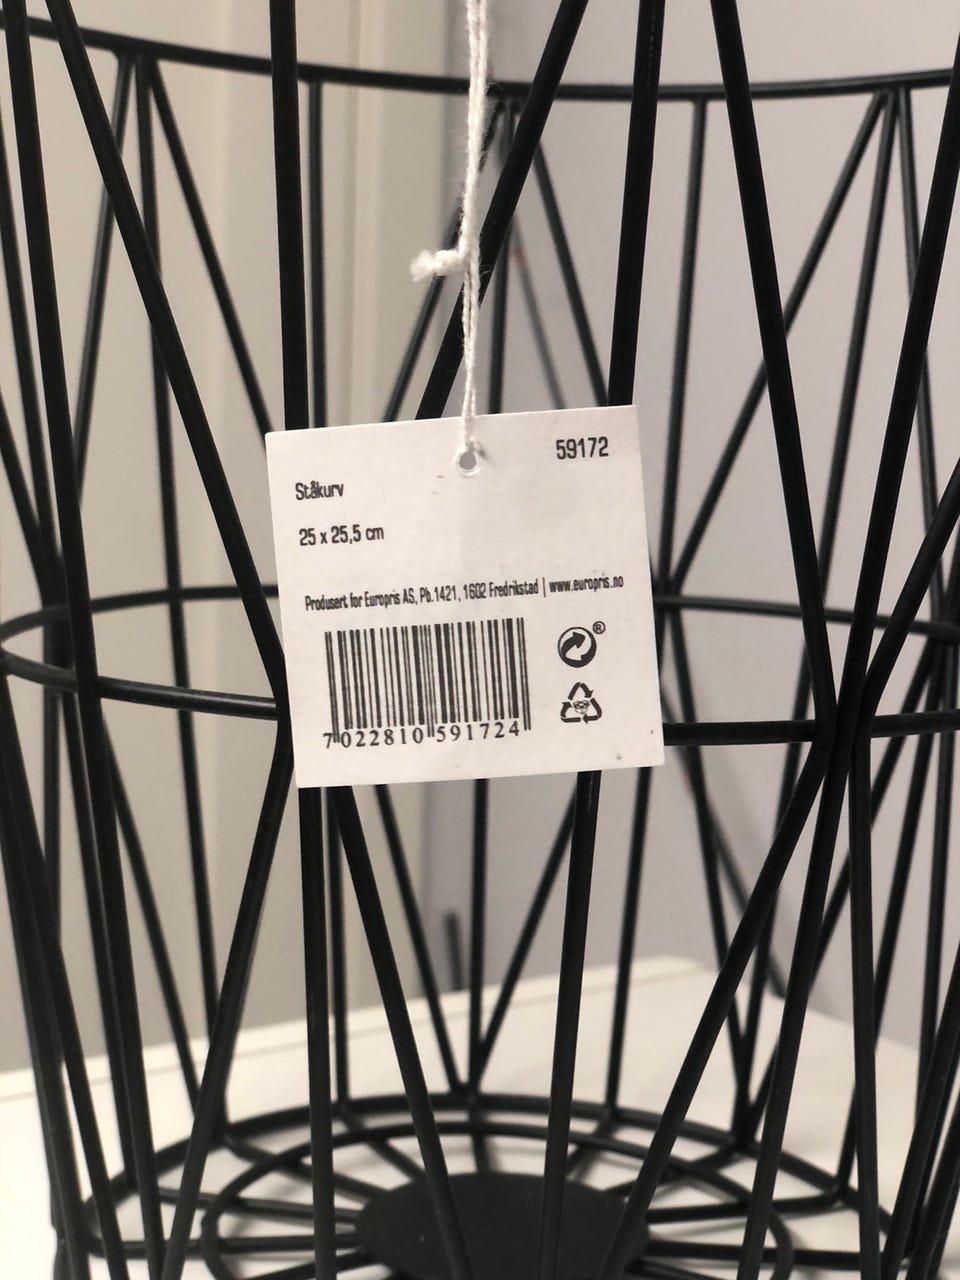 59172
Ståkurv
25 x 25,5 cm
Produsert for Europris AS, Pb.1421, 1602 Fredrikstad | www.europris.no
®
7 022810 591724